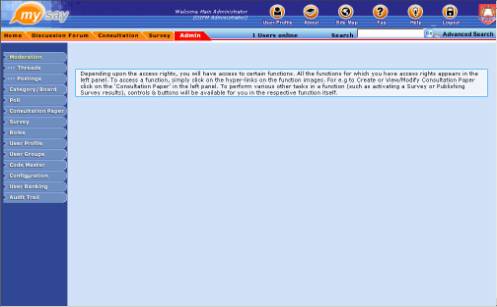 my say
Welcome Main Administrator
(DIPM Administrator)
User Profile About Site Map Faq Help Logout
Home Discussion Forum Consultation Survey Admin 1 Users online Search Advanced Search
Moderation
Threads
Postings
Category/Board
Poll
Consultation Paper
Survey
Roles
User Profile
User Groups
Code Master
Configuration
User Ranking
Audit Trail
Depending upon the access rights, you will have access to certain functions. All the functions for which you have access rights appears in the
left panel. To access a function, simply click on the hyper-links on the function images. For e.g to Create or View/Modify Consultation Paper
click on the 'Consultation Paper' in the left panel. To perform various other tasks in a function (such as activating a Survey or Publishing
Survey results), controls & buttons will be available for you in the respective function itself.